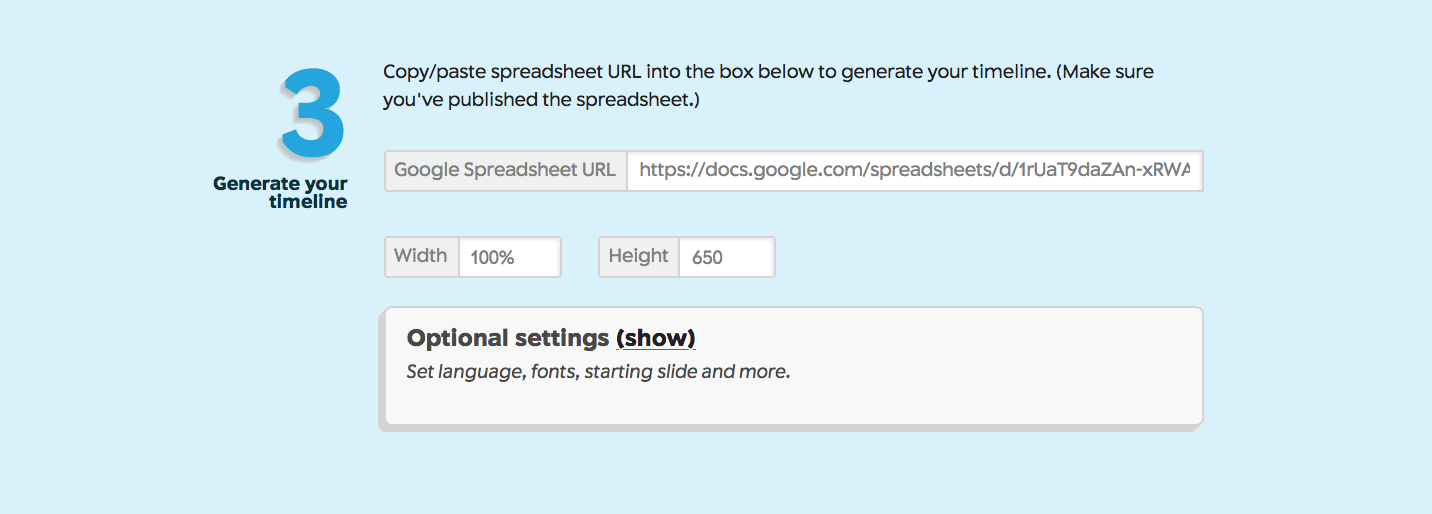 3
Generate your
timeline
Copy/paste spreadsheet URL into the box below to generate your timeline. (Make sure
you've published the spreadsheet.)
Google Spreadsheet URL https://docs.google.com/spreadsheets/d/1rUaT9daZAn-xRWA
Width 100% Height 650
Optional settings (show)
Set language, fonts, starting slide and more.